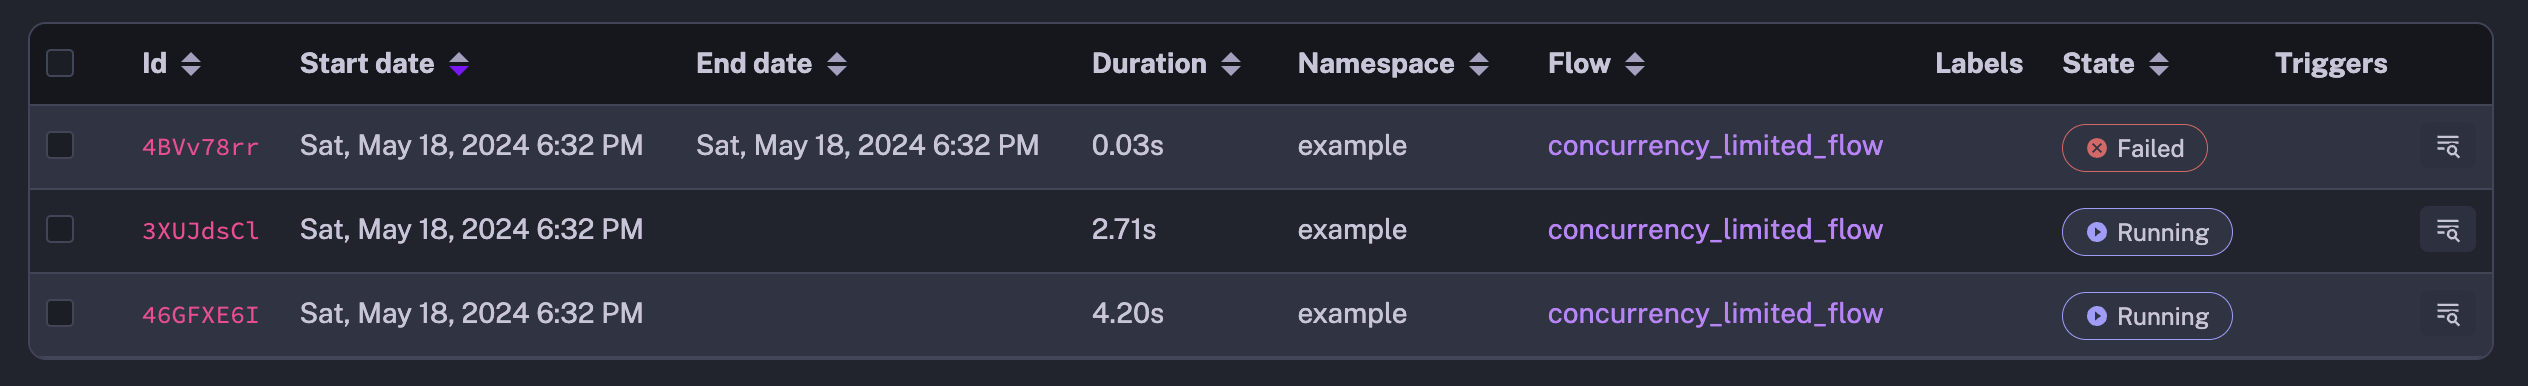 Id Start date End date Duration Namespace Flow Labels State Triggers
4BVv78rr Sat, May 18, 2024 6:32 PM Sat, May 18, 2024 6:32 PM 0.03s example concurrency_limited_flow Failed
3XUJdsCl Sat, May 18, 2024 6:32 PM 2.71s example concurrency_limited_flow Running
46GFXE6I Sat, May 18, 2024 6:32 PM 4.20s example concurrency_limited_flow Running